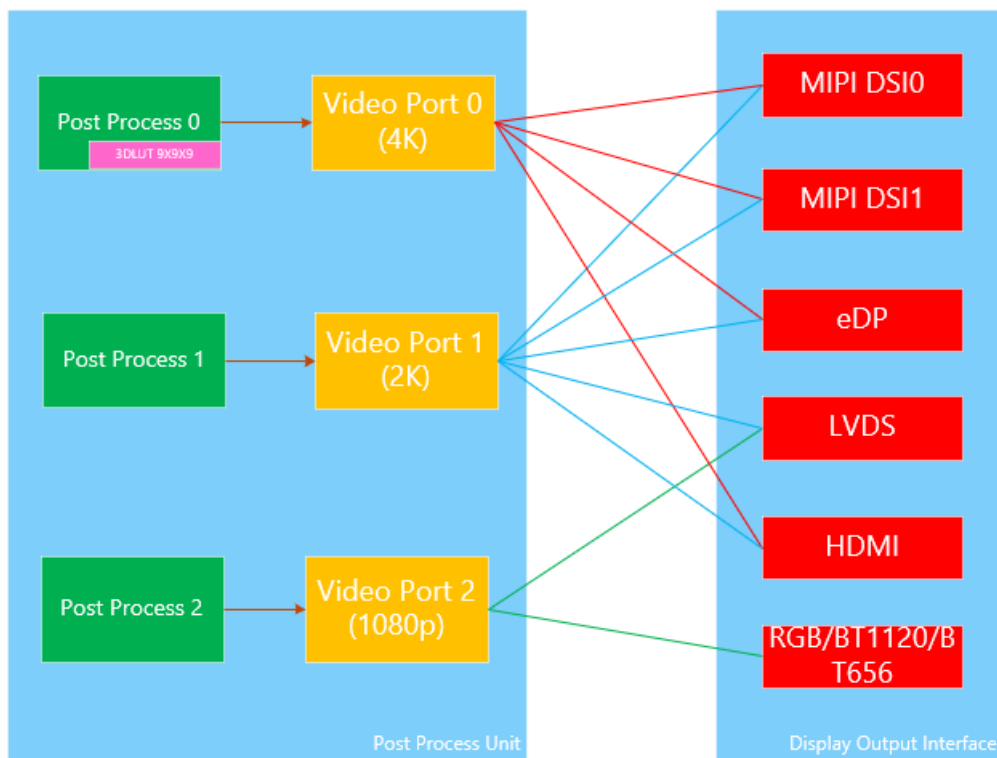 Post Process 0
3DLUT 9X9X9
Video Port 0
(4K)
MIPI DSI0
MIPI DSI1
Post Process 1
Video Port 1
(2K)
eDP
LVDS
HDMI
Post Process 2
Video Port 2
(1080p)
RGB/BT1120/B
T656
Post Process Unit
Display Output Interface